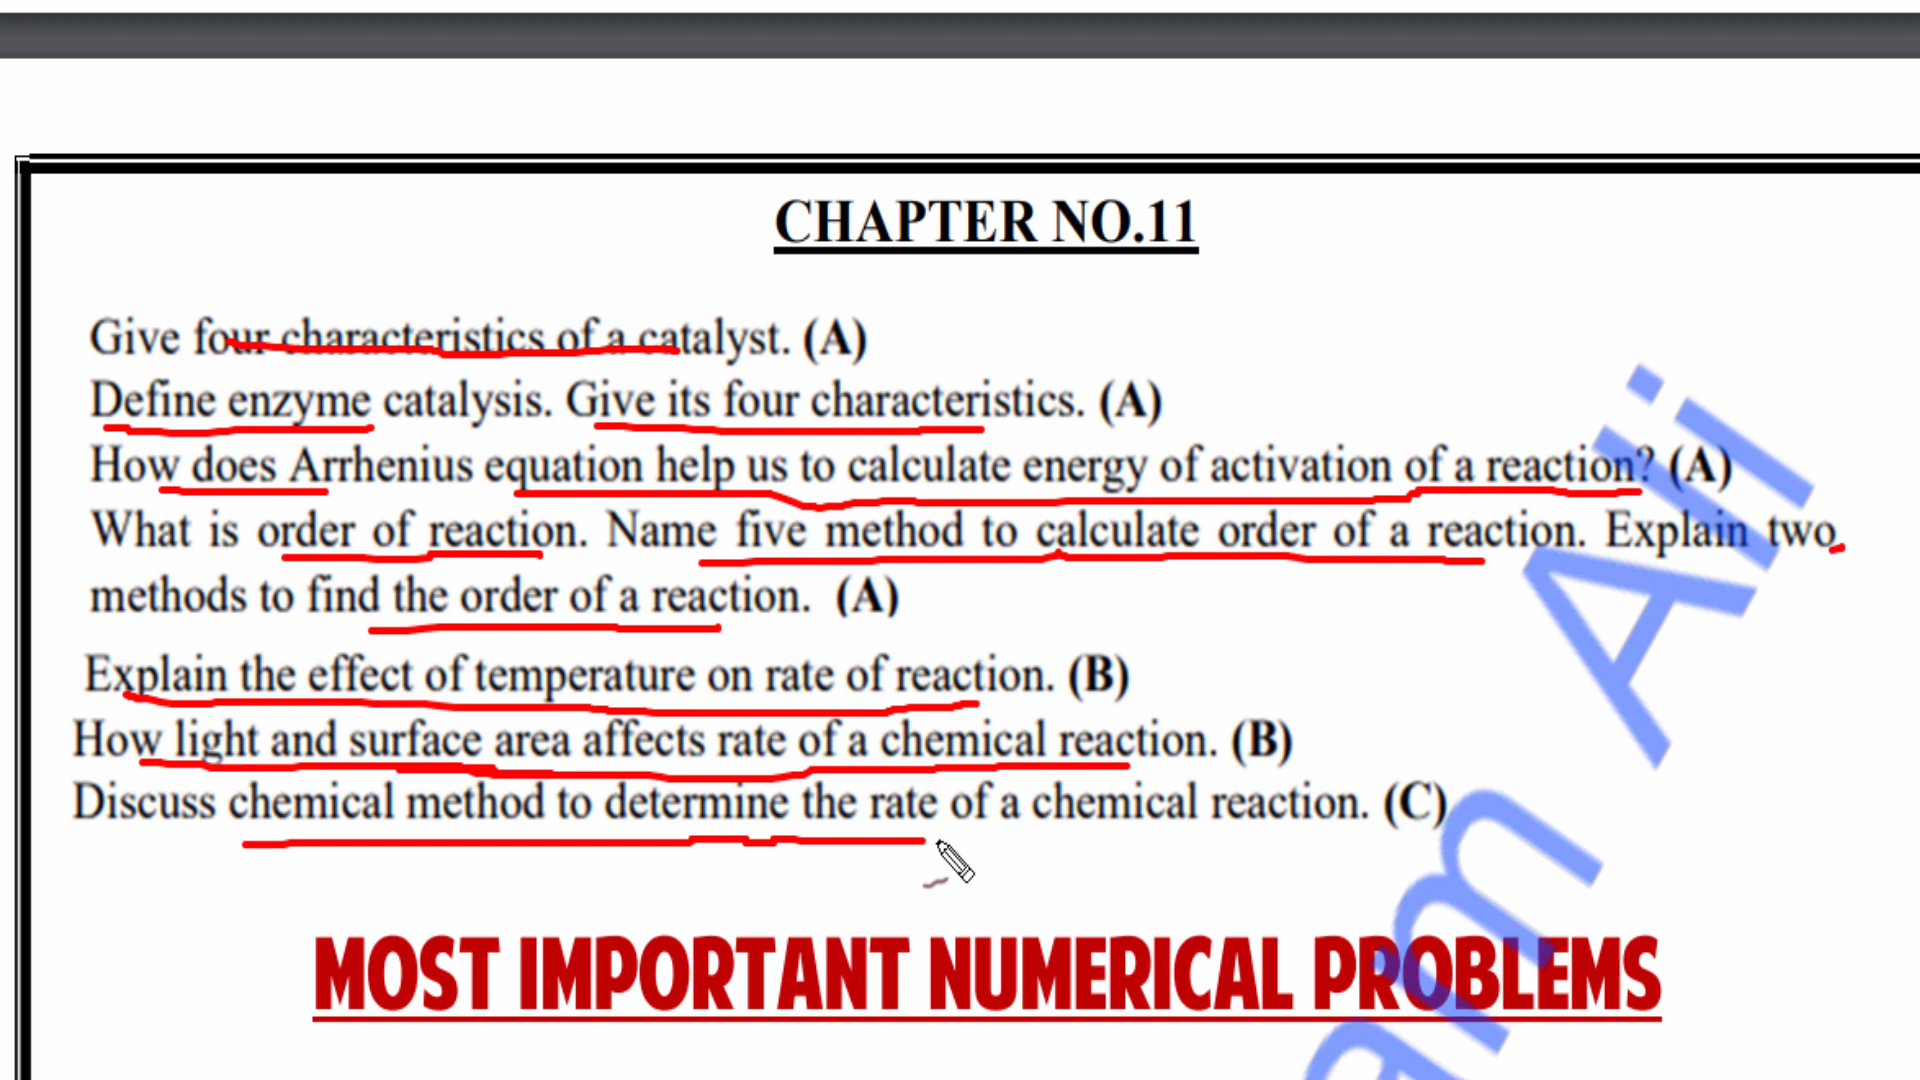 CHAPTER NO.11
Give four characteristics of a catalyst. (A)
Define enzyme catalysis. Give its four characteristics. (A)
How does Arrhenius equation help us to calculate energy of activation of a reaction? (A)
What is order of reaction. Name five method to calculate order of a reaction. Explain two
methods to find the order of a reaction. (A)
Explain the effect of temperature on rate of reaction. (B)
How light and surface area affects rate of a chemical reaction. (B)
Discuss chemical method to determine the rate of a chemical reaction. (C)
MOST IMPORTANT NUMERICAL PROBLEMS
am Ali